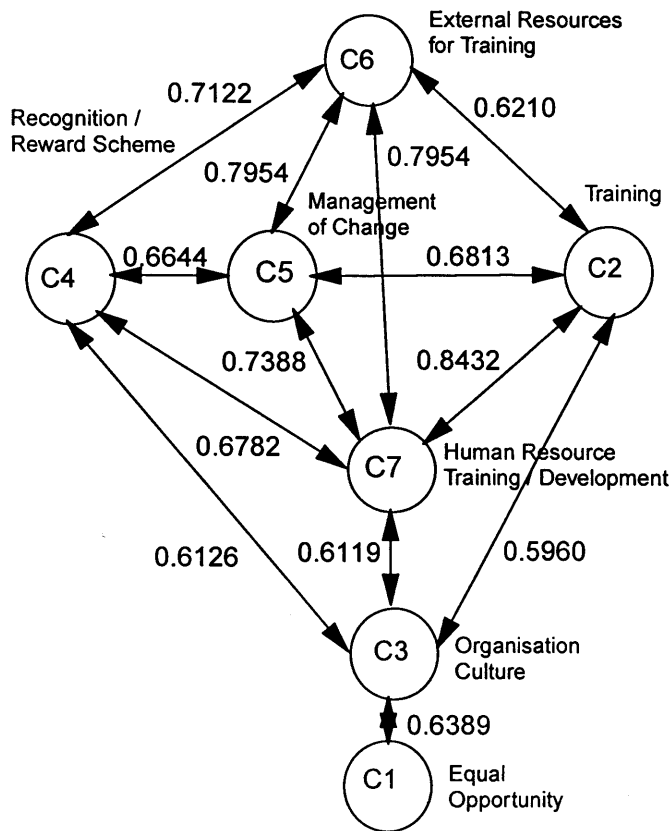 External Resources
for Training
C6
0.7122
0.6210
Recognition /
Reward Scheme
0.7954
0.7954
Training
Management
of Change
C4
0.6644
C5
0.6813
C2
0.7388
0.8432
0.6782
C7
Human Resource
Training / Development
0.6126
0.6119
0.5960
C3
Organisation
Culture
0.6389
C1
Equal
Opportunity